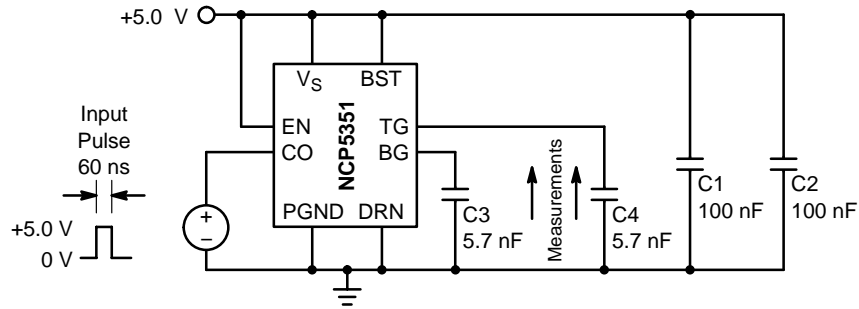 +5.0 V
VS
BST
EN
TG
CO
BG
NCP5351
PGND
DRN
Input
Pulse
60 ns
+5.0 V
0 V
+
−
C3
5.7 nF
Measurements
C4
5.7 nF
C1
100 nF
C2
100 nF